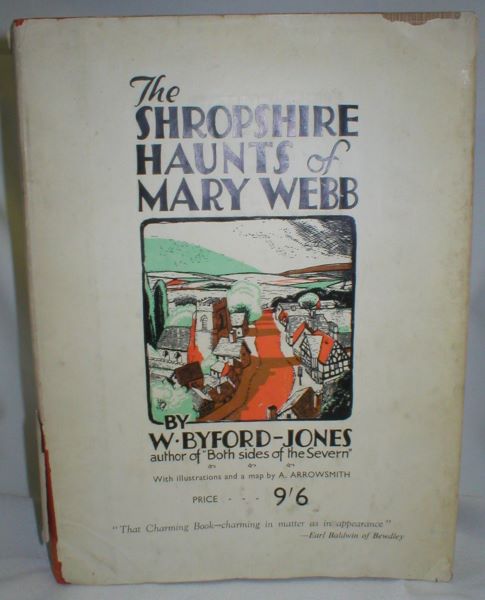 The
SHROPSHIRE
HAUNTS of
MARY WEBB
BY
W·BYFORD-JONES
author of "Both sides of the Severn"
With illustrations and a map by A. ARROWSMITH
PRICE - - - 9'6
"That Charming Book—charming in matter as in appearance"
—Earl Baldwin of Bewdley